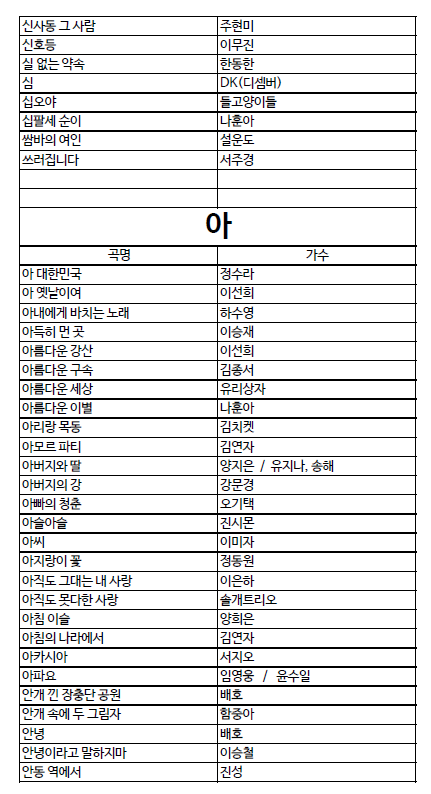 신사동 그 사람 주현미
신호등 이무진
실 없는 약속 한동한
심 DK(디셈버)
십오야 들고양이들
십팔세 순이 나훈아
쌈바의 여인 설운도
쓰러집니다 서주경
아
곡명 가수
아 대한민국 정수라
아 옛날이여 이선희
아내에게 바치는 노래 하수영
아득히 먼 곳 이승재
아름다운 강산 이선희
아름다운 구속 김종서
아름다운 세상 유리상자
아름다운 이별 나훈아
아리랑 목동 김치켓
아모르 파티 김연자
아버지와 딸 양지은 / 유지나, 송해
아버지의 강 강문경
아빠의 청춘 오기택
아슬아슬 진시몬
아씨 이미자
아지랑이 꽃 정동원
아직도 그대는 내 사랑 이은하
아직도 못다한 사랑 솔개트리오
아침 이슬 양희은
아침의 나라에서 김연자
아카시아 서지오
아파요 임영웅 / 윤수일
안개 낀 장충단 공원 배호
안개 속에 두 그림자 함중아
안녕 배호
안녕이라고 말하지마 이승철
안동 역에서 진성